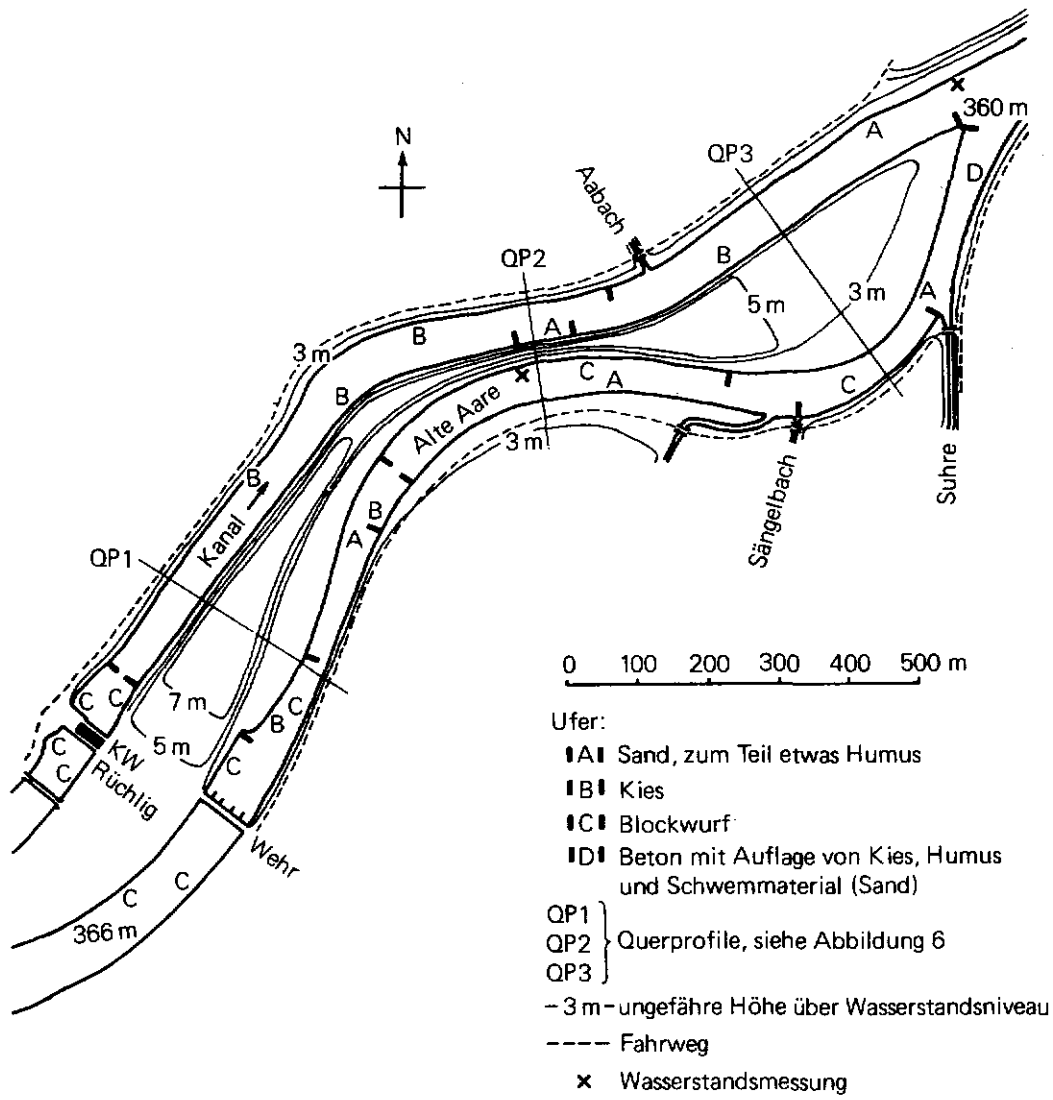 N
360 m
A
D
QP3
Aabach
B
QP2
A
3 m
5 m
A
B
3 m
C
A
C
B
Alte Aare
3 m
Suhre
Sängelbach
B
Kanal
B
A
QP1
7 m
5 m
C
C
B
C
C
C
C
KW
Rüchlig
Wehr
C
C
366 m
0 100 200 300 400 500 m
Ufer:
A Sand, zum Teil etwas Humus
B Kies
C Blockwurf
D Beton mit Auflage von Kies, Humus
und Schwemmaterial (Sand)
QP1
QP2 Querprofile, siehe Abbildung 6
QP3
– 3 m – ungefähre Höhe über Wasserstandsniveau
---- Fahrweg
x Wasserstandsmessung